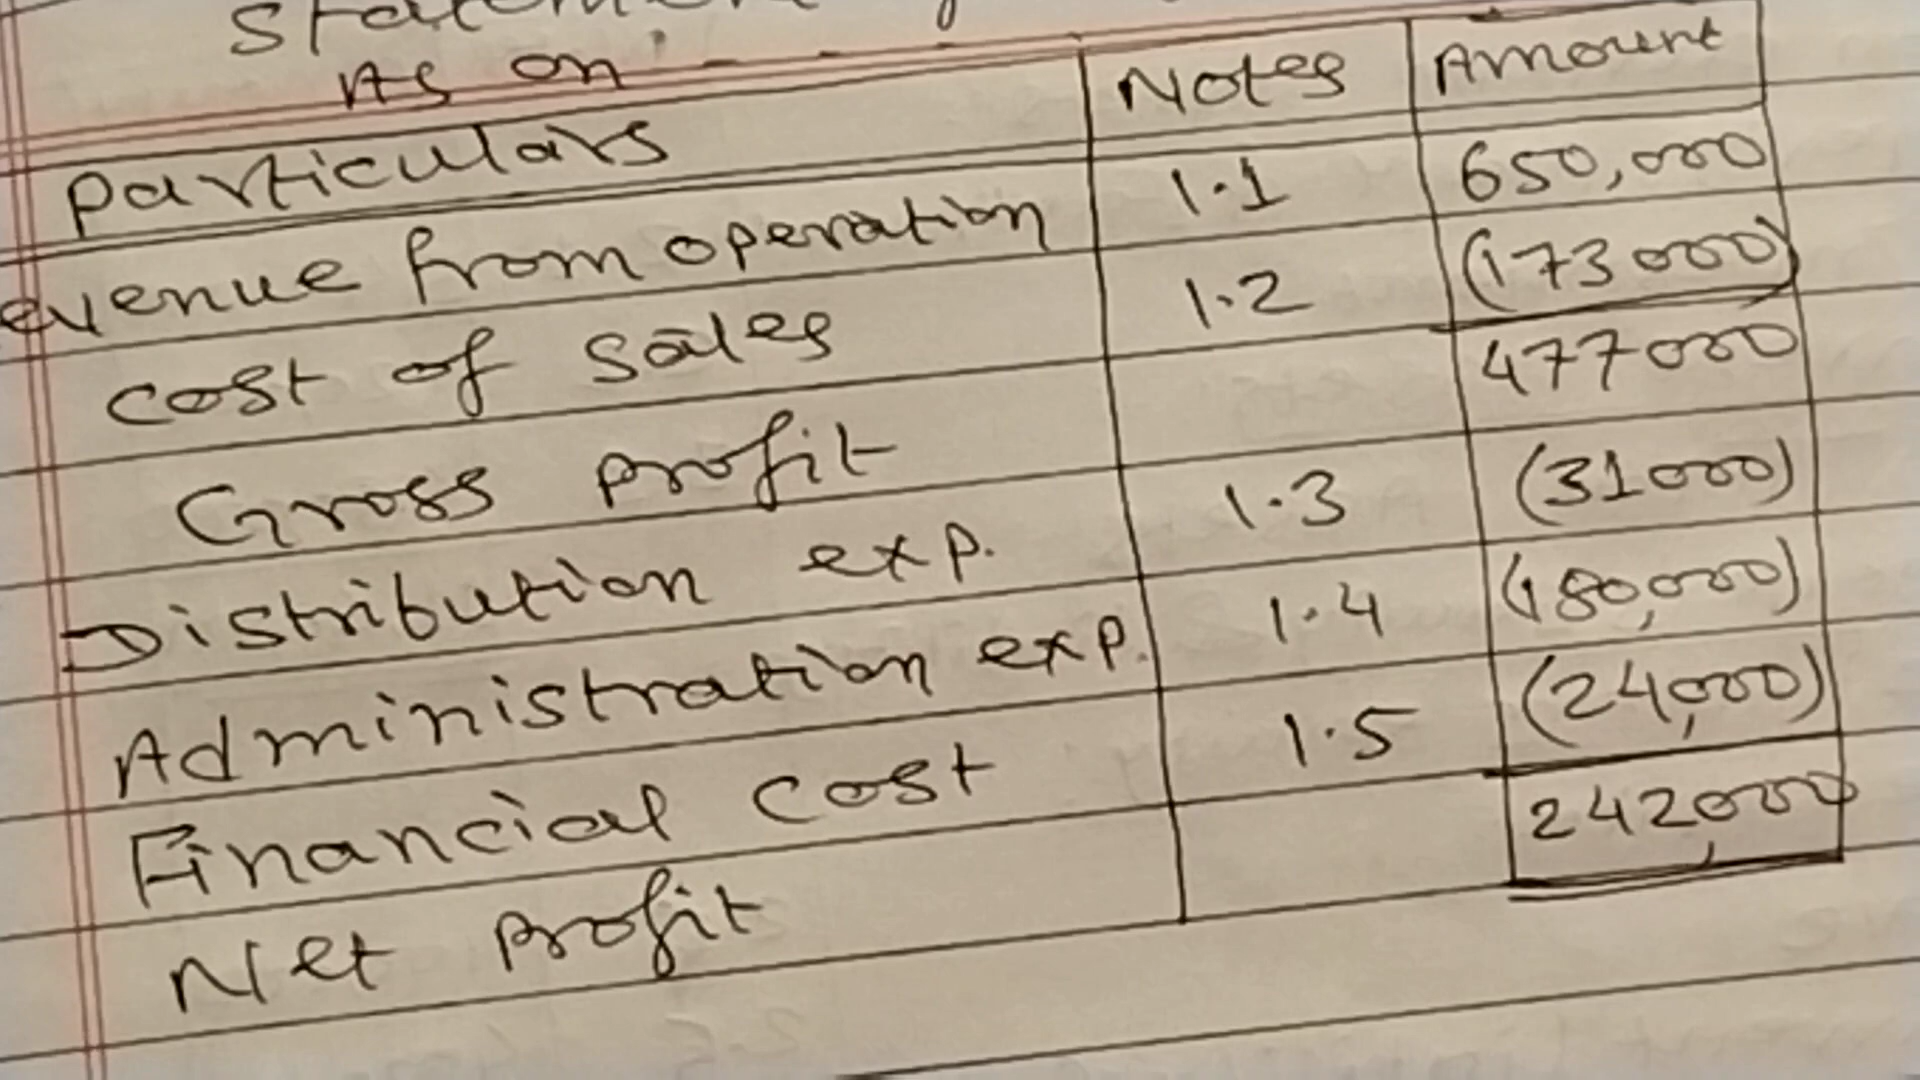 As on
Particulars Notes Amount
evenue from operation 1.1 650,000
cost of sales 1.2 (173000)
Gross profit 477000
Distribution exp. 1.3 (31000)
Administration exp. 1.4 (180,000)
Financial cost 1.5 (24,000)
Net profit 242,000